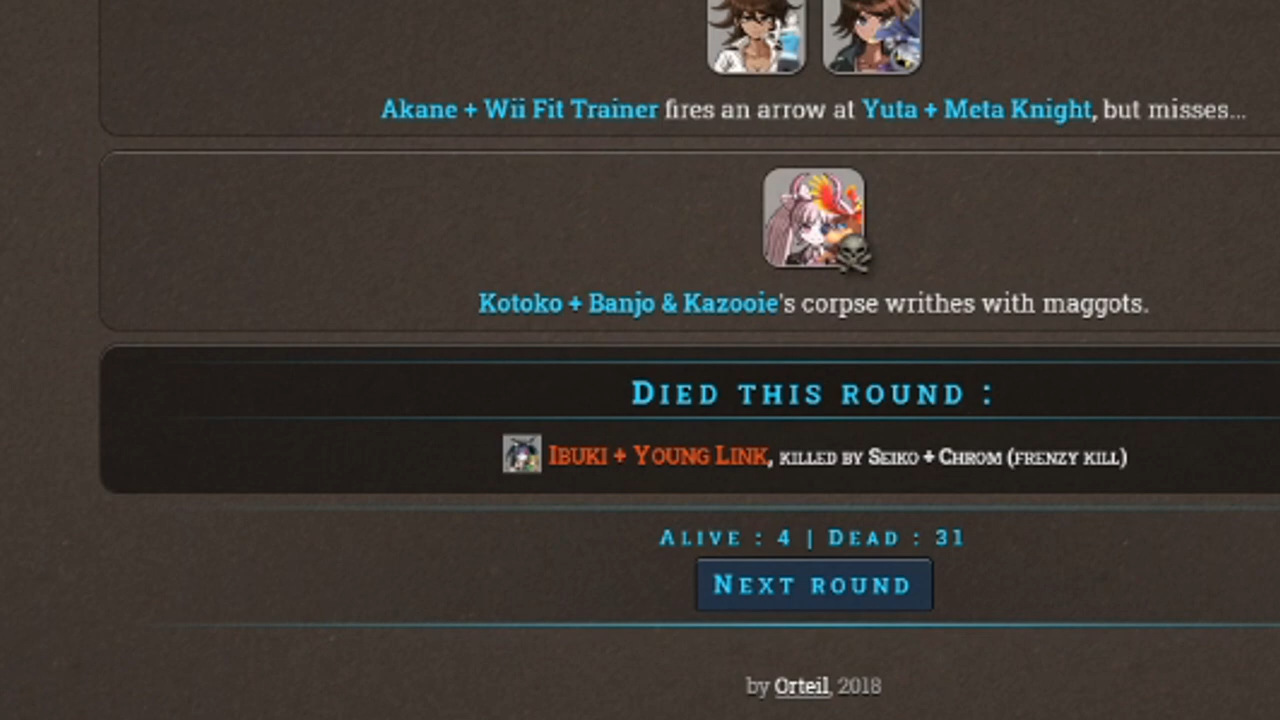 Akane + Wii Fit Trainer fires an arrow at Yuta + Meta Knight, but misses...
Kotoko + Banjo & Kazooie's corpse writhes with maggots.
Died this round :
Ibuki + Young Link, killed by Seiko + Chrom (frenzy kill)
Alive : 4 | Dead : 31
Next round
by Orteil, 2018